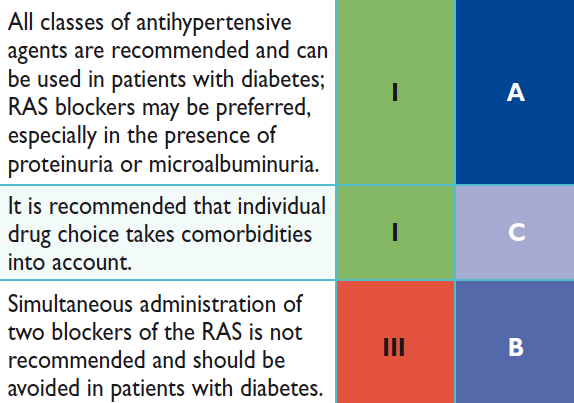 All classes of antihypertensive
agents are recommended and can
be used in patients with diabetes;
RAS blockers may be preferred,
especially in the presence of
proteinuria or microalbuminuria.
I
A
It is recommended that individual
drug choice takes comorbidities
into account.
I
C
Simultaneous administration of
two blockers of the RAS is not
recommended and should be
avoided in patients with diabetes.
III
B